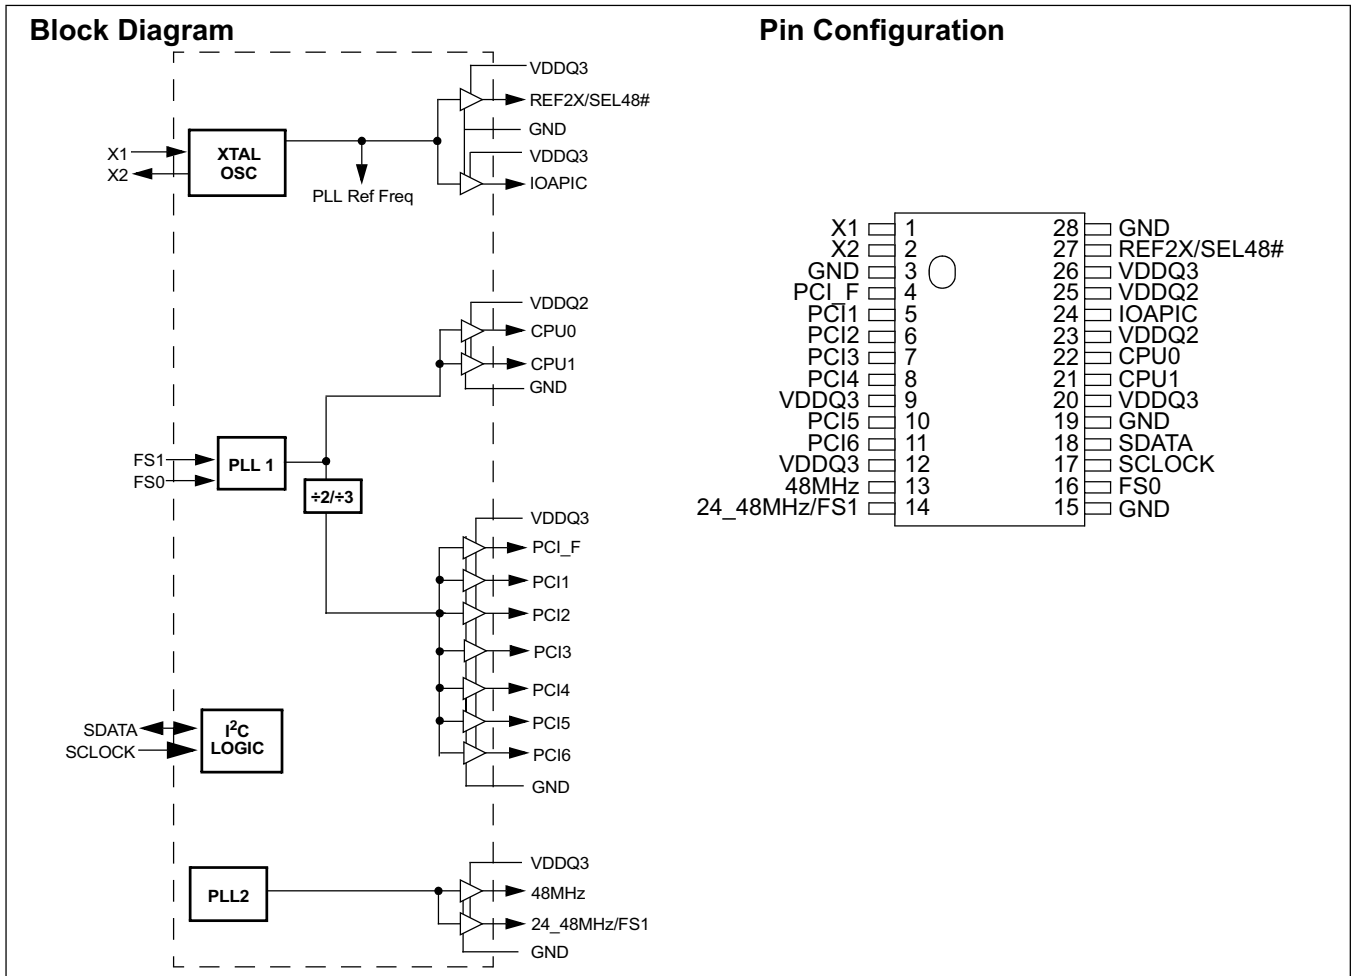 Block Diagram
VDDQ3
REF2X/SEL48#
GND
X1
XTAL
OSC
VDDQ3
X2
PLL Ref Freq
IOAPIC
VDDQ2
CPU0
CPU1
GND
FS1
FS0
PLL 1
÷2/÷3
VDDQ3
PCI_F
PCI1
PCI2
PCI3
PCI4
PCI5
PCI6
GND
SDATA
SCLOCK
I2C
LOGIC
VDDQ3
PLL2
48MHz
24_48MHz/FS1
GND
Pin Configuration
X1 1 28 GND
X2 2 27 REF2X/SEL48#
GND 3 26 VDDQ3
PCI_F 4 25 VDDQ2
PCI1 5 24 IOAPIC
PCI2 6 23 VDDQ2
PCI3 7 22 CPU0
PCI4 8 21 CPU1
VDDQ3 9 20 VDDQ3
PCI5 10 19 GND
PCI6 11 18 SDATA
VDDQ3 12 17 SCLOCK
48MHz 13 16 FS0
24_48MHz/FS1 14 15 GND